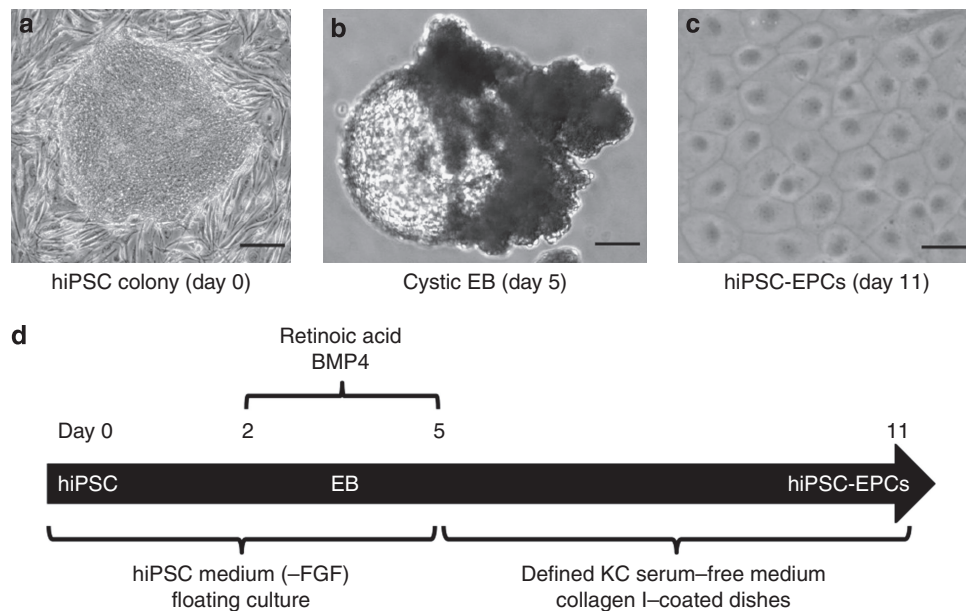 a
b
c
hiPSC colony (day 0)
Cystic EB (day 5)
hiPSC-EPCs (day 11)
d
Retinoic acid
BMP4
Day 0
2
5
11
hiPSC
EB
hiPSC-EPCs
hiPSC medium (–FGF)
floating culture
Defined KC serum–free medium
collagen I–coated dishes